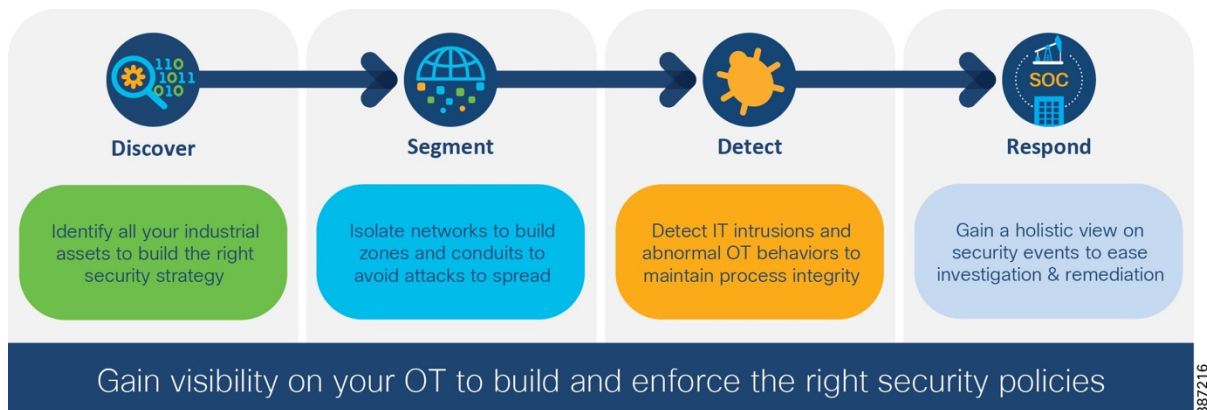 110
1011
010
SOC
Discover
Segment
Detect
Respond
Identify all your industrial
assets to build the right
security strategy
Isolate networks to build
zones and conduits to
avoid attacks to spread
Detect IT intrusions and
abnormal OT behaviors to
maintain process integrity
Gain a holistic view on
security events to ease
investigation & remediation
Gain visibility on your OT to build and enforce the right security policies
387216